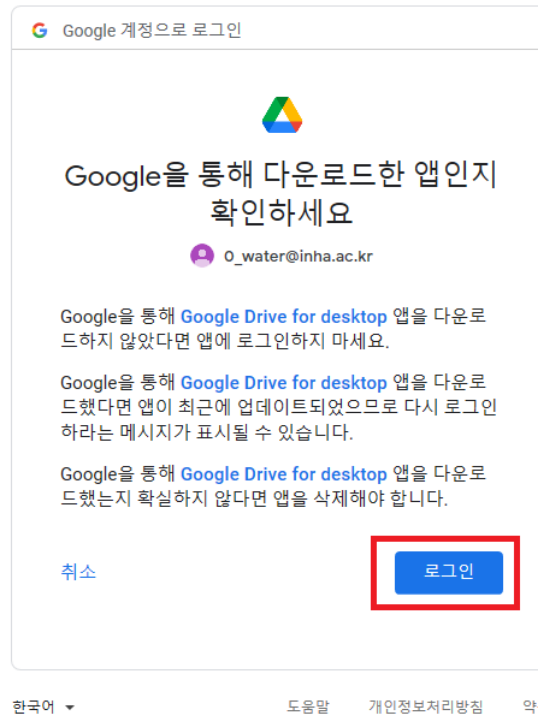 Google 계정으로 로그인
Google을 통해 다운로드한 앱인지
확인하세요
0_water@inha.ac.kr
Google을 통해 Google Drive for desktop 앱을 다운로
드하지 않았다면 앱에 로그인하지 마세요.
Google을 통해 Google Drive for desktop 앱을 다운로
드했다면 앱이 최근에 업데이트되었으므로 다시 로그인
하라는 메시지가 표시될 수 있습니다.
Google을 통해 Google Drive for desktop 앱을 다운로
드했는지 확실하지 않다면 앱을 삭제해야 합니다.
취소 로그인
한국어 도움말 개인정보처리방침 약